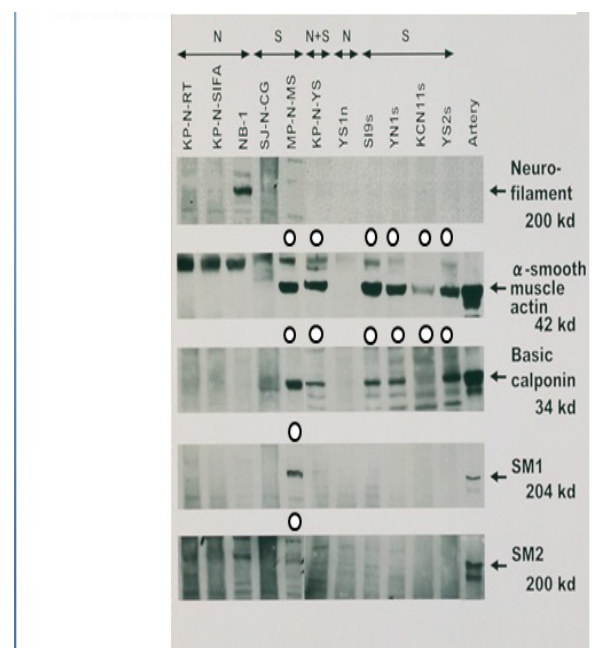 N S N+S N S
KP-N-RT
KP-N-SIFA
NB-1
SJ-N-CG
MP-N-MS
KP-N-YS
YS1n
SI9s
YN1s
KCN11s
YS2s
Artery
Neuro-
filament
200 kd
α-smooth
muscle
actin
42 kd
Basic
calponin
34 kd
SM1
204 kd
SM2
200 kd